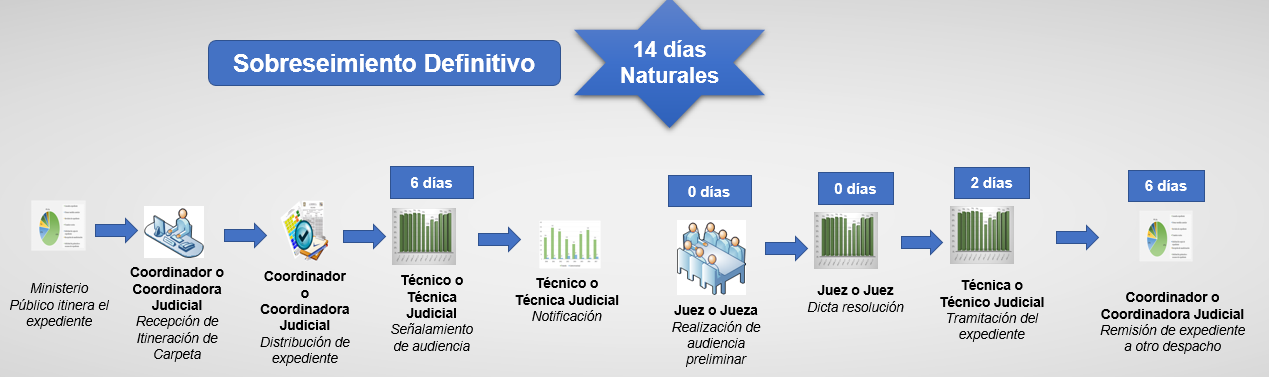 Sobreseimiento Definitivo
14 días
Naturales
6 días
0 días
0 días
2 días
6 días
Ministerio
Público itinera el
expediente
Coordinador o
Coordinadora
Judicial
Recepción de
Itineración de
Carpeta
Coordinador
o
Coordinadora
Judicial
Distribución de
expediente
Técnico o
Técnica
Judicial
Señalamiento
de audiencia
Técnico o
Técnica Judicial
Notificación
Juez o Jueza
Realización de
audiencia
preliminar
Juez o Juez
Dicta resolución
Técnica o
Técnico Judicial
Tramitación del
expediente
Coordinador o
Coordinadora Judicial
Remisión de expediente
a otro despacho